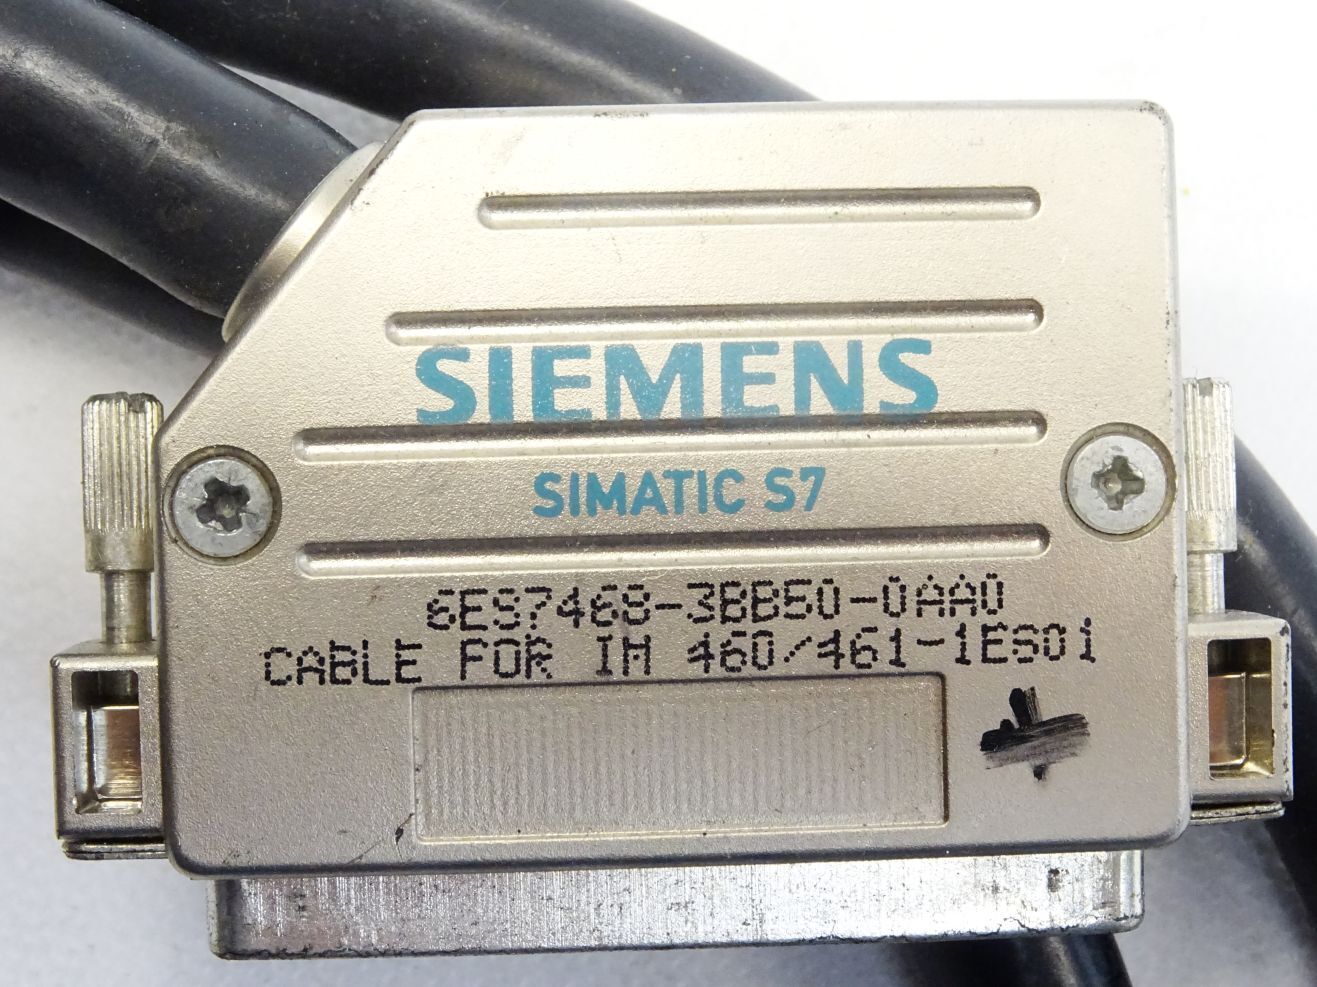 SIEMENS
SIMATIC S7
6ES7468-3BB50-0AA0
CABLE FOR IM 460/461-1ES01